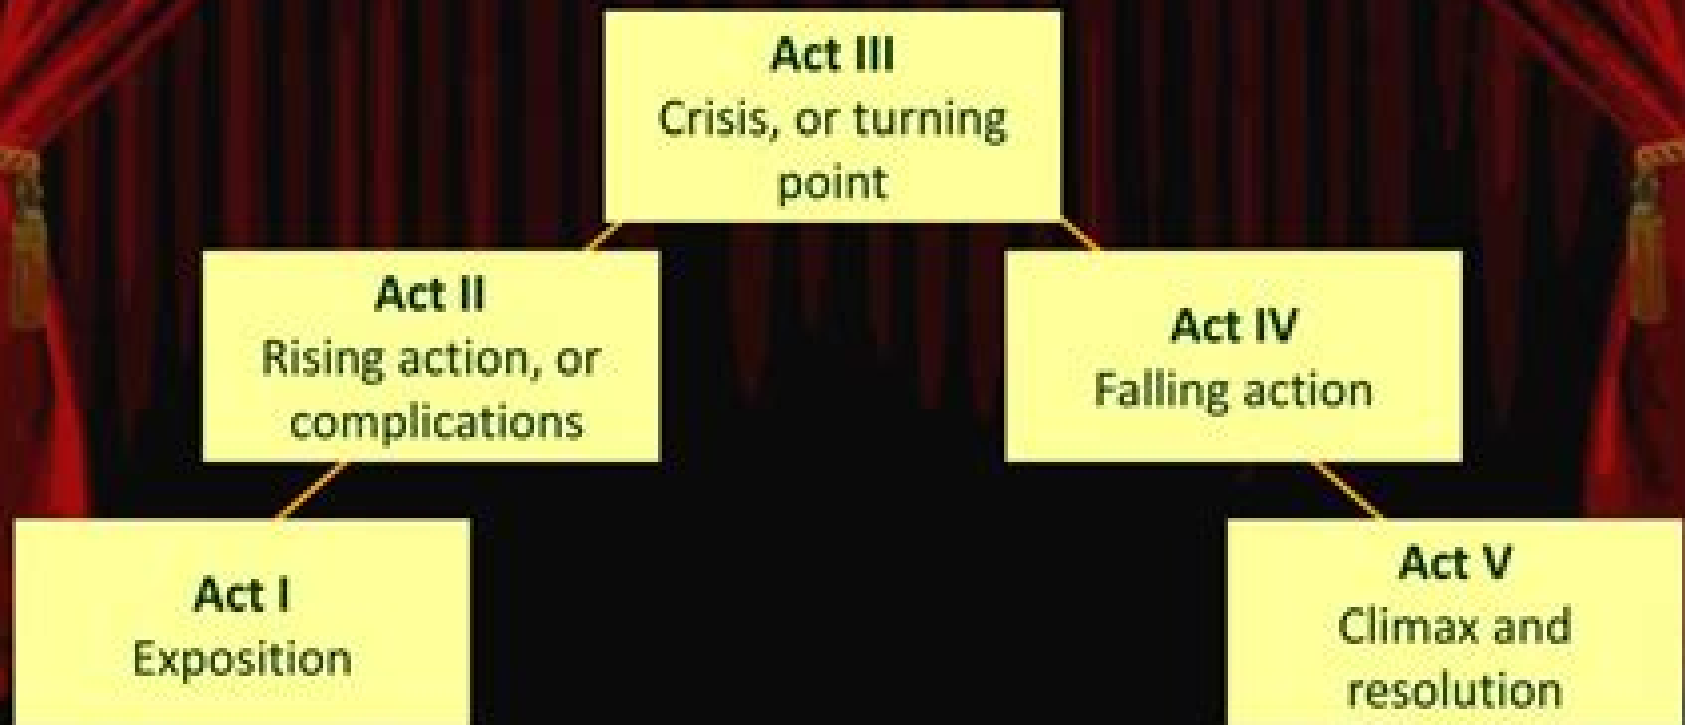 Act III
Crisis, or turning
point
Act II
Rising action, or
complications
Act IV
Falling action
Act I
Exposition
Act V
Climax and
resolution